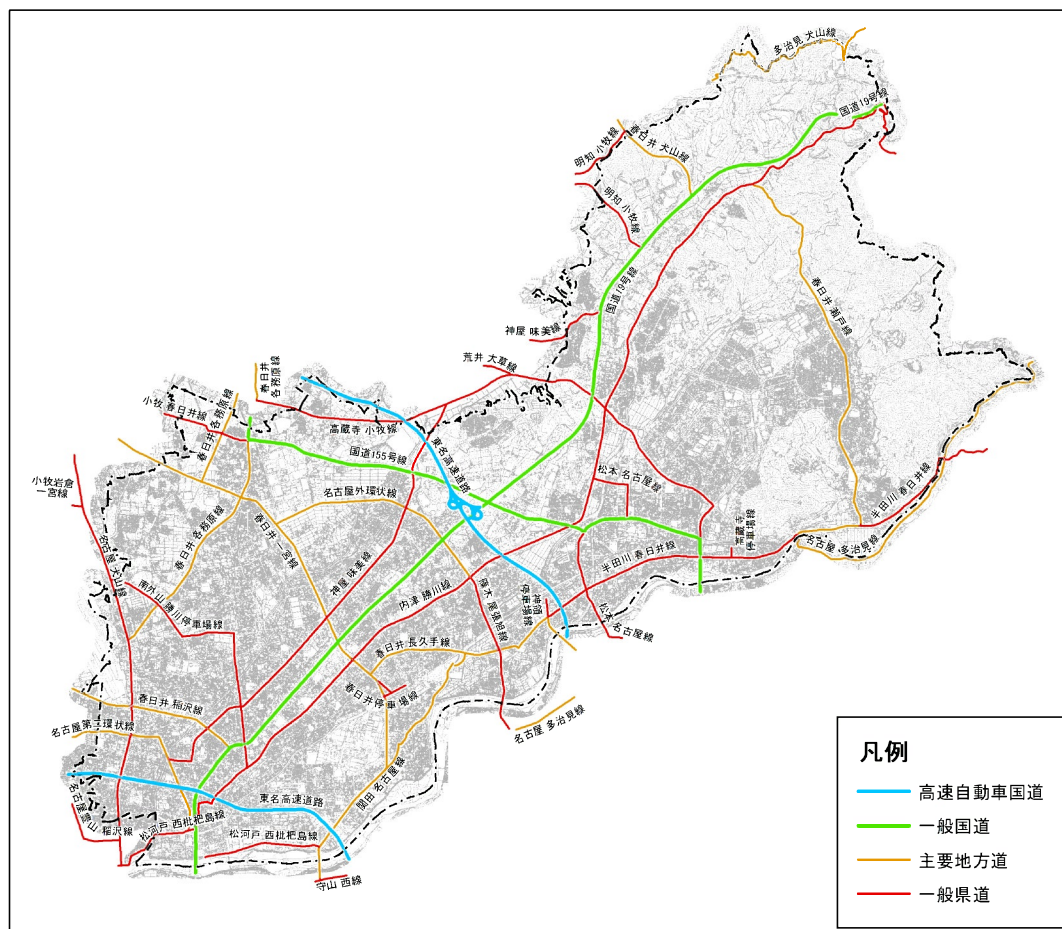 多治見 犬山線
国道19号線
春日井 犬山線
明知 小牧線
明知 小牧線
国道19号線
春日井 瀬戸線
神屋 味美線
荒井 大草線
春日井
各務原線
小牧 春日井線
春日井 各務原線
高蔵寺 小牧線
国道155号線
東名高速道路
松本 名古屋線
名古屋外環状線
小牧岩倉
一宮線
名古屋 犬山線
春日井 各務原線
春日井 一宮線
高蔵寺
停車場線
半田川 春日井線
名古屋 多治見線
半田川 春日井線
神屋 味美線
内津 勝川線
南外山 勝川停車場線
神領
停車場線
松本 名古屋線
春日井 長久手線
春日井停車場線
春日井 稲沢線
名古屋第二環状線
名古屋 多治見線
関田 名古屋線
東名高速道路
稲沢線
松河戸 西枇杷島線
松河戸 西枇杷島線
守山 西線
凡例
高速自動車国道
一般国道
主要地方道
一般県道